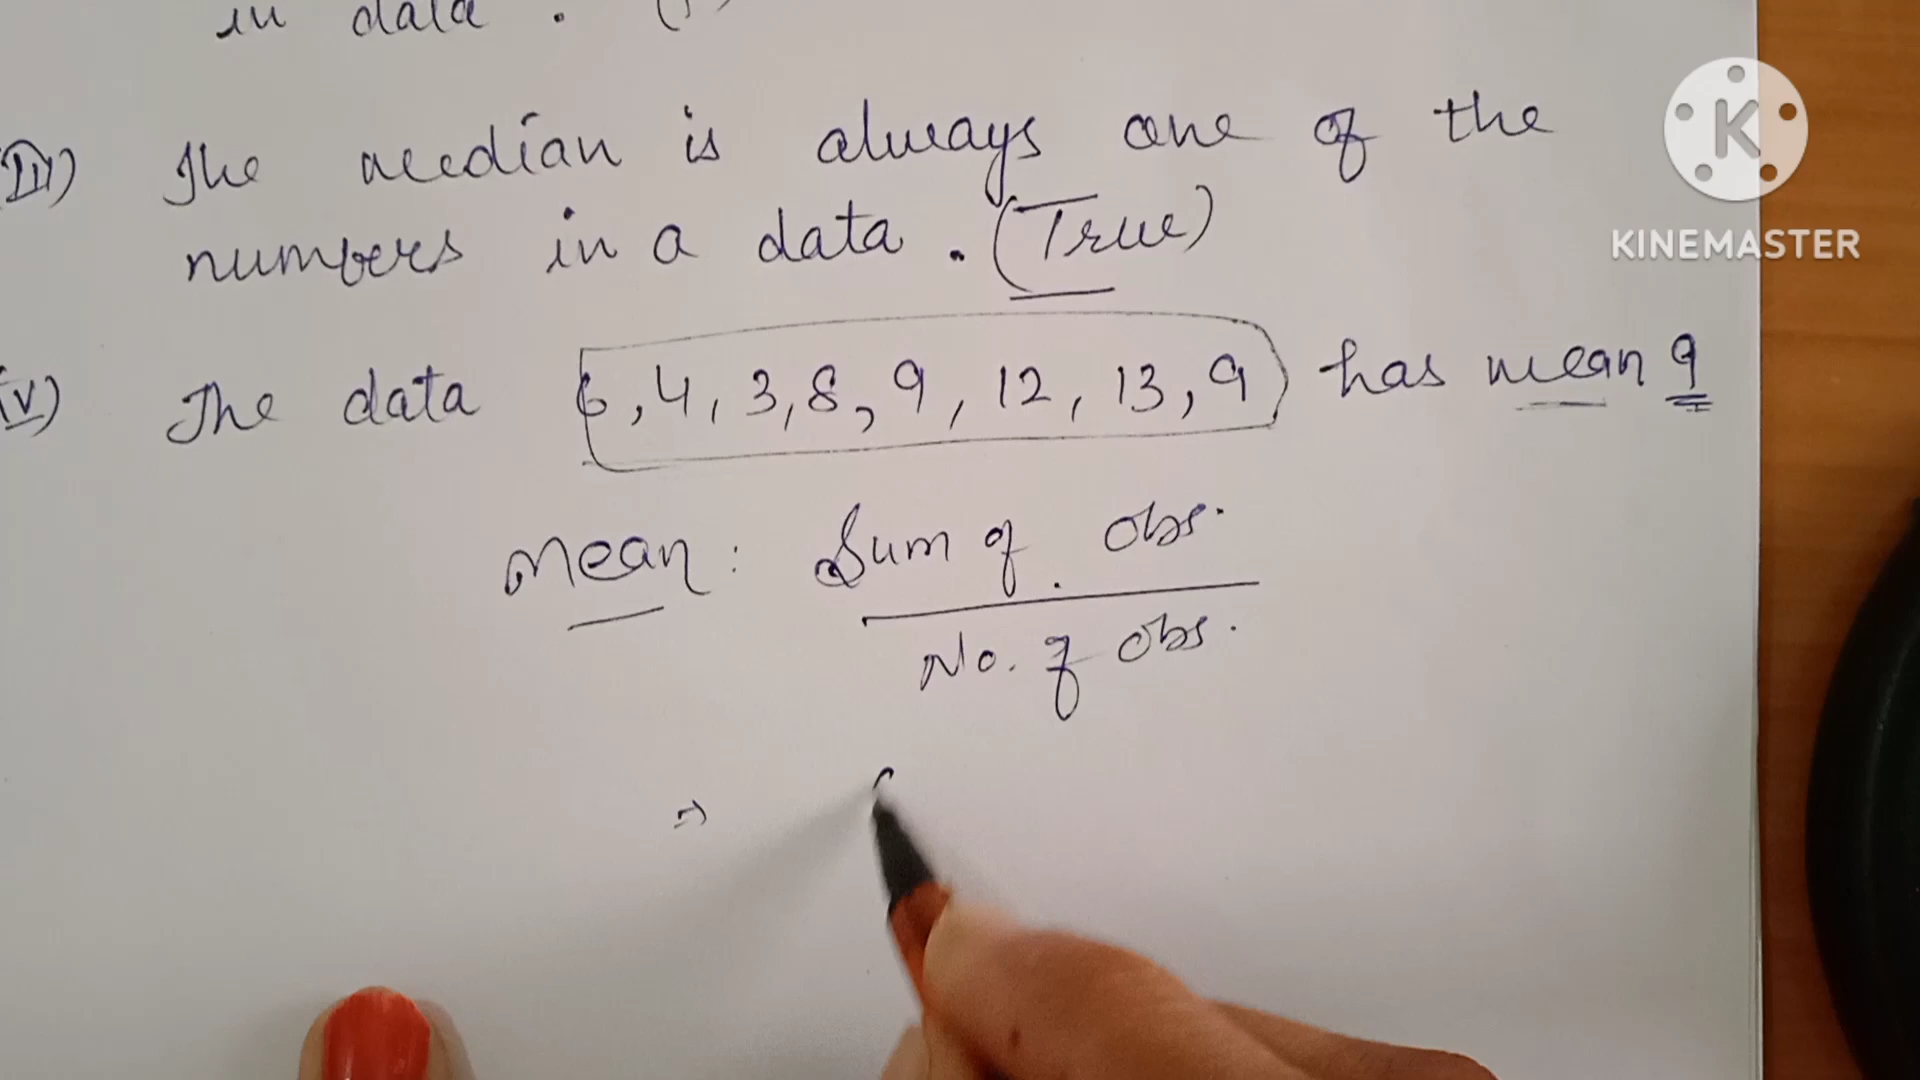 in data .
(III) The median is always one of the
numbers in a data . (True)
(iv) The data 6, 4, 3, 8, 9, 12, 13, 9 has mean 9
Mean : Sum of obs.
No. of obs.
⇒
K
KINEMASTER